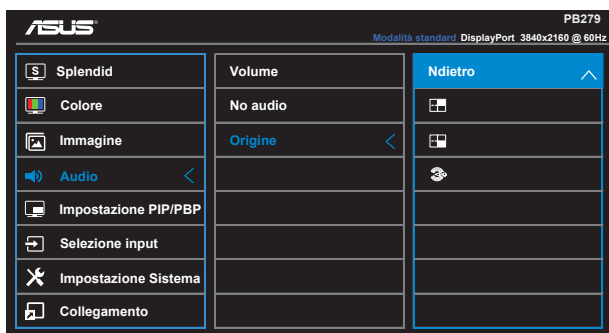 ASUS
PB279
Modalità standard DisplayPort 3840x2160 @ 60Hz
S Splendid
Colore
Immagine
Audio
Impostazione PIP/PBP
Selezione input
Impostazione Sistema
Collegamento
Volume
No audio
Origine
Ndietro